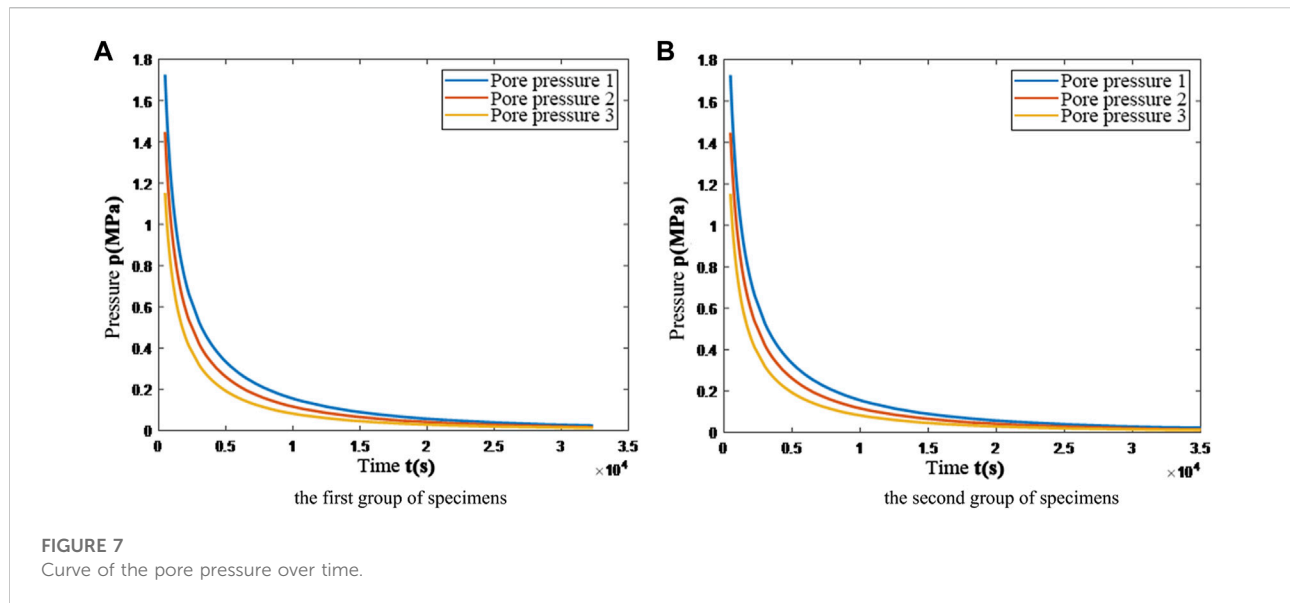 A
1.8
1.6
1.4
1.2
1
0.8
0.6
0.4
0.2
0
Pressure p(MPa)
Pore pressure 1
Pore pressure 2
Pore pressure 3
0 0.5 1 1.5 2 2.5 3 3.5
Time t(s)
×10⁴
the first group of specimens
B
1.8
1.6
1.4
1.2
1
0.8
0.6
0.4
0.2
0
Pressure p(MPa)
Pore pressure 1
Pore pressure 2
Pore pressure 3
0 0.5 1 1.5 2 2.5 3 3.5
Time t(s)
×10⁴
the second group of specimens
FIGURE 7
Curve of the pore pressure over time.